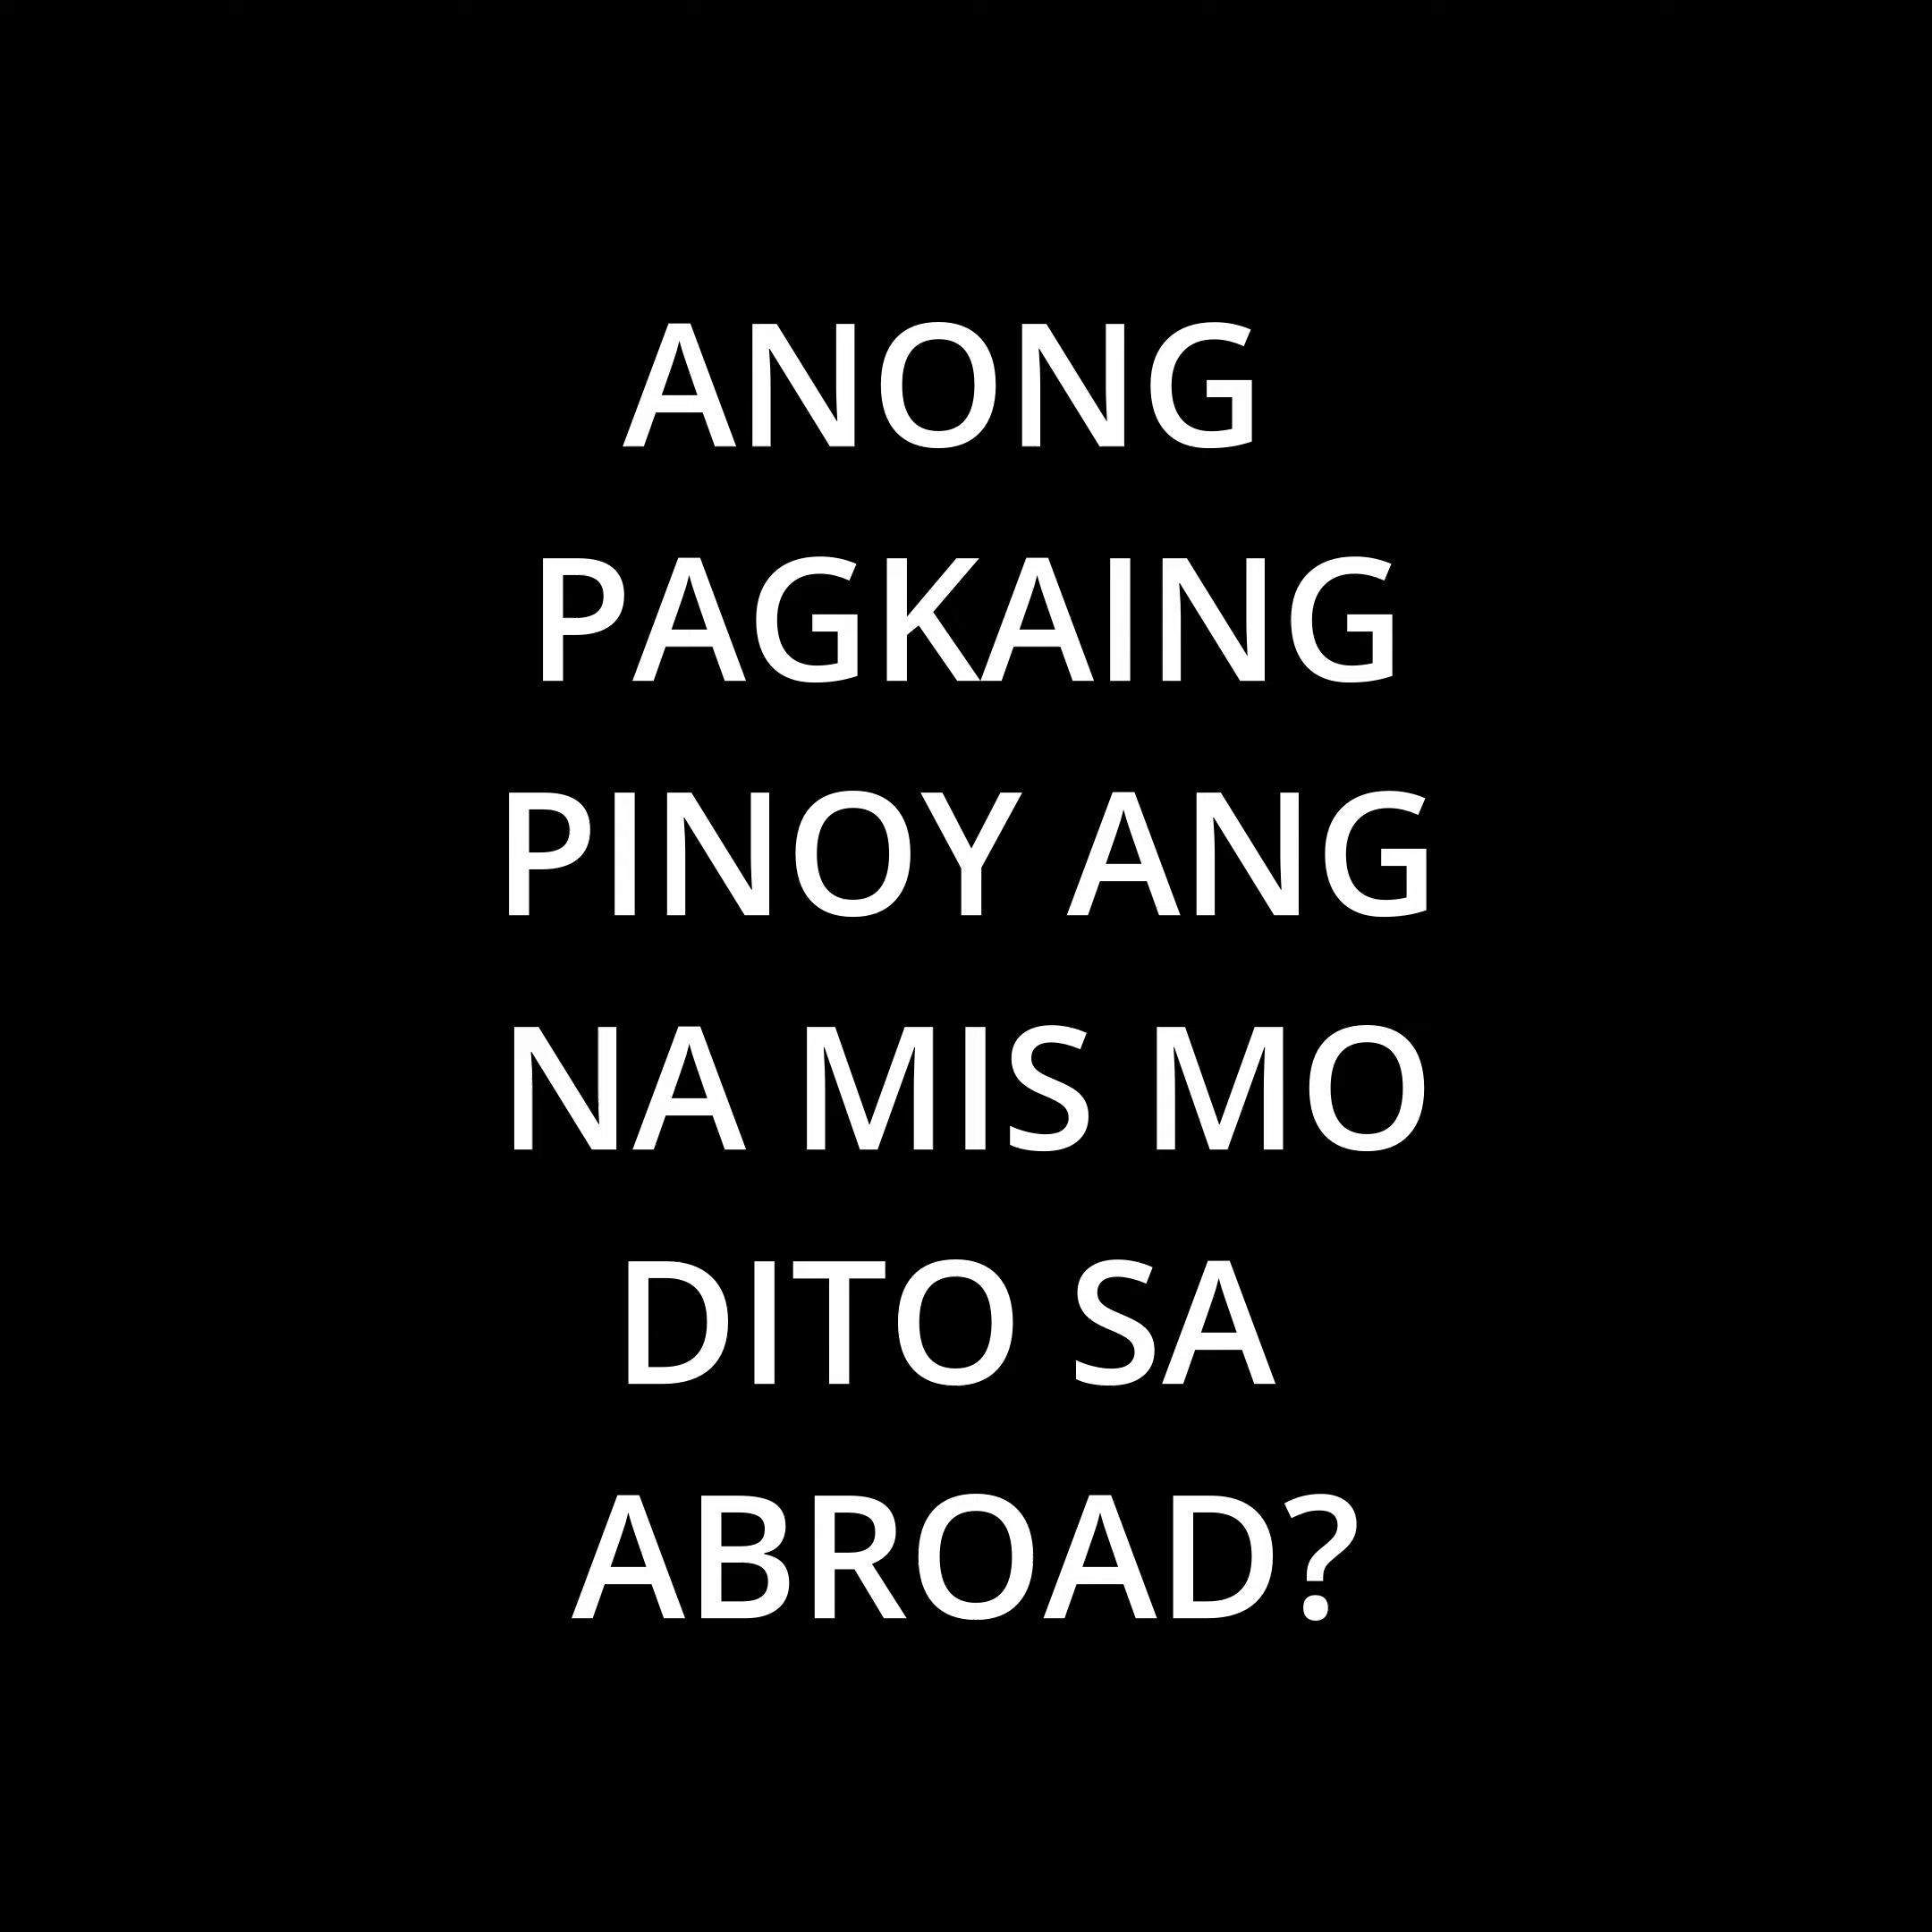 ANONG
PAGKAING
PINOY ANG
NA MIS MO
DITO SA
ABROAD?